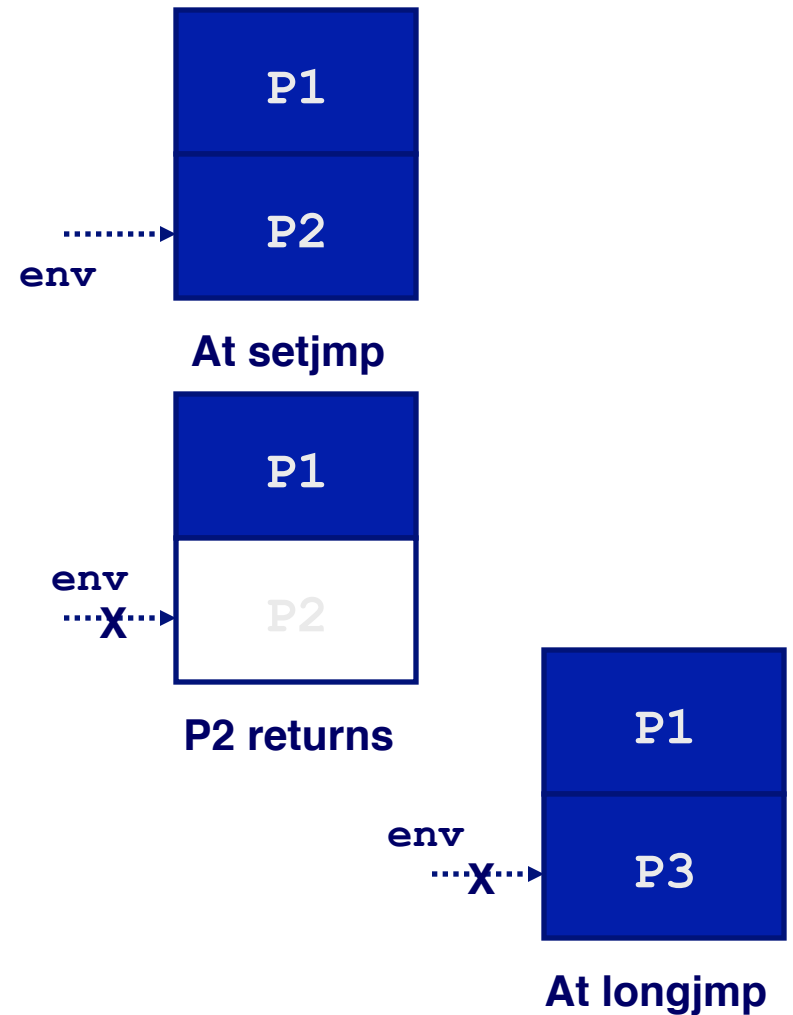 P1
P2
env
At setjmp
P1
env
X
P2
P2 returns
P1
env
X
P3
At longjmp